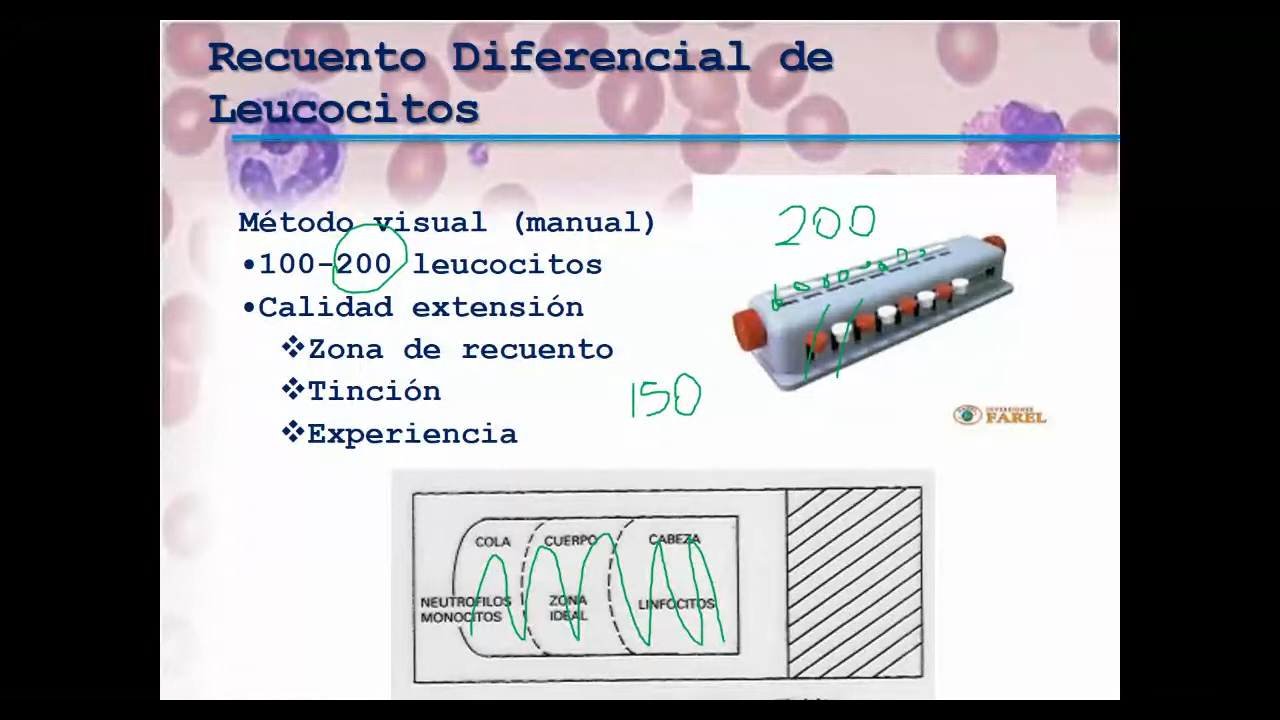 Recuento Diferencial de
Leucocitos
Método visual (manual)
•100-200 leucocitos
•Calidad extensión
❖Zona de recuento
❖Tinción
❖Experiencia
200
150
INVERSIONES
FAREL
COLA
CUERPO
CABEZA
NEUTROFILOS
MONOCITOS
ZONA
IDEAL
LINFOCITOS